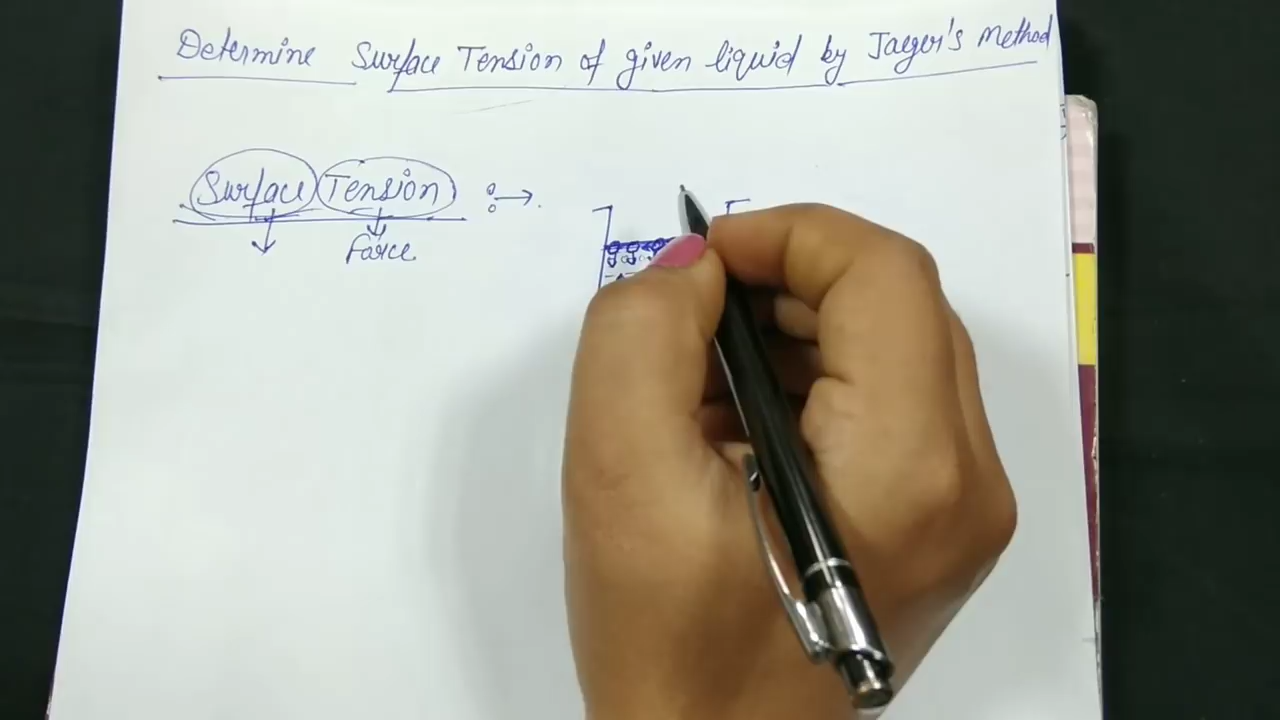 Determine Surface Tension of given liquid by Jaeger's Method
Surface Tension :→
Force